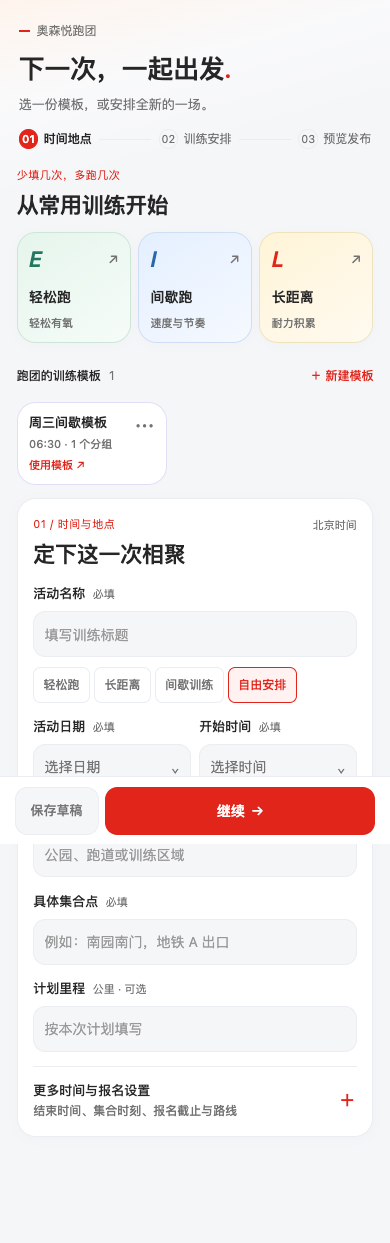 奥森悦跑团
下一次，一起出发.
选一份模板，或安排全新的一场。
01 时间地点 02 训练安排 03 预览发布
少填几次，多跑几次
从常用训练开始
E ↗ I ↗ L ↗
轻松跑 间歇跑 长距离
轻松有氧 速度与节奏 耐力积累
跑团的训练模板 1 + 新建模板
周三间歇模板 •••
06:30 · 1 个分组
使用模板 ↗
01 / 时间与地点 北京时间
定下这一次相聚
活动名称 必填
填写训练标题
轻松跑 长距离 间歇训练 自由安排
活动日期 必填 开始时间 必填
选择日期 选择时间
保存草稿 继续 →
公园、跑道或训练区域
具体集合点 必填
例如：南园南门，地铁 A 出口
计划里程 公里 · 可选
按本次计划填写
更多时间与报名设置 +
结束时间、集合时刻、报名截止与路线